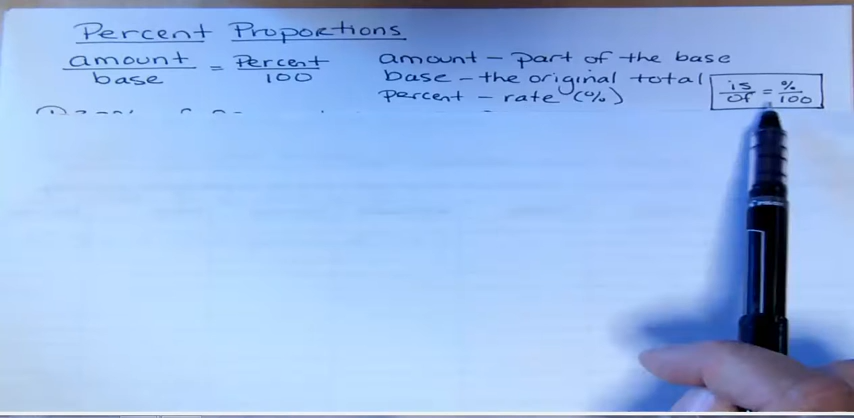 Percent Proportions
amount / base = Percent / 100
amount – part of the base
base – the original total
percent – rate (%)
is / of = % / 100